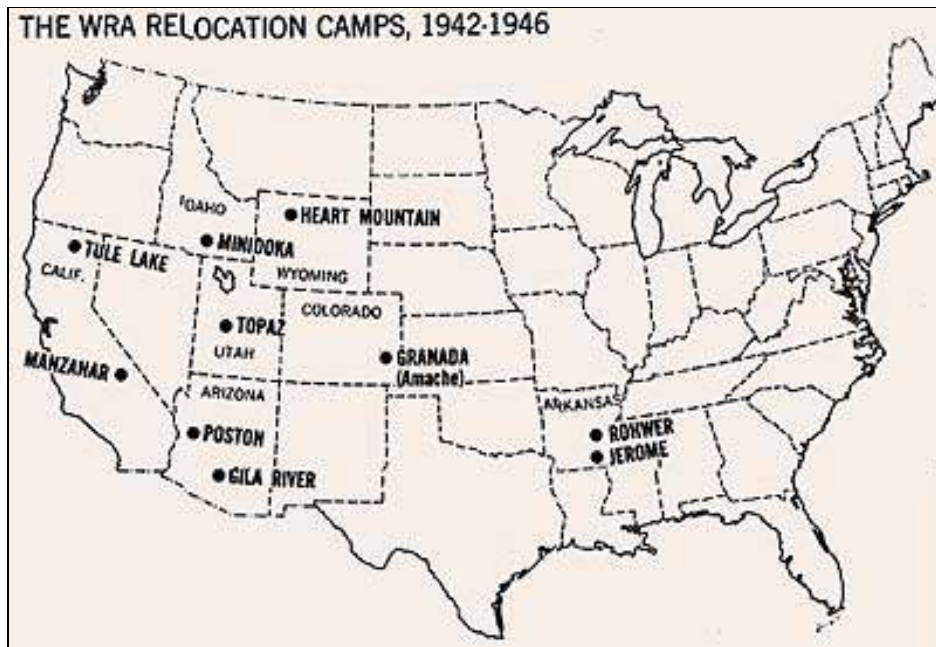 THE WRA RELOCATION CAMPS, 1942-1946
IDAHO
HEART MOUNTAIN
MINIDOKA
TULE LAKE
CALIF.
WYOMING
COLORADO
TOPAZ
UTAH
GRANADA
(Amache)
MANZANAR
ARIZONA
ARKANSAS
POSTON
ROHWER
JEROME
GILA RIVER